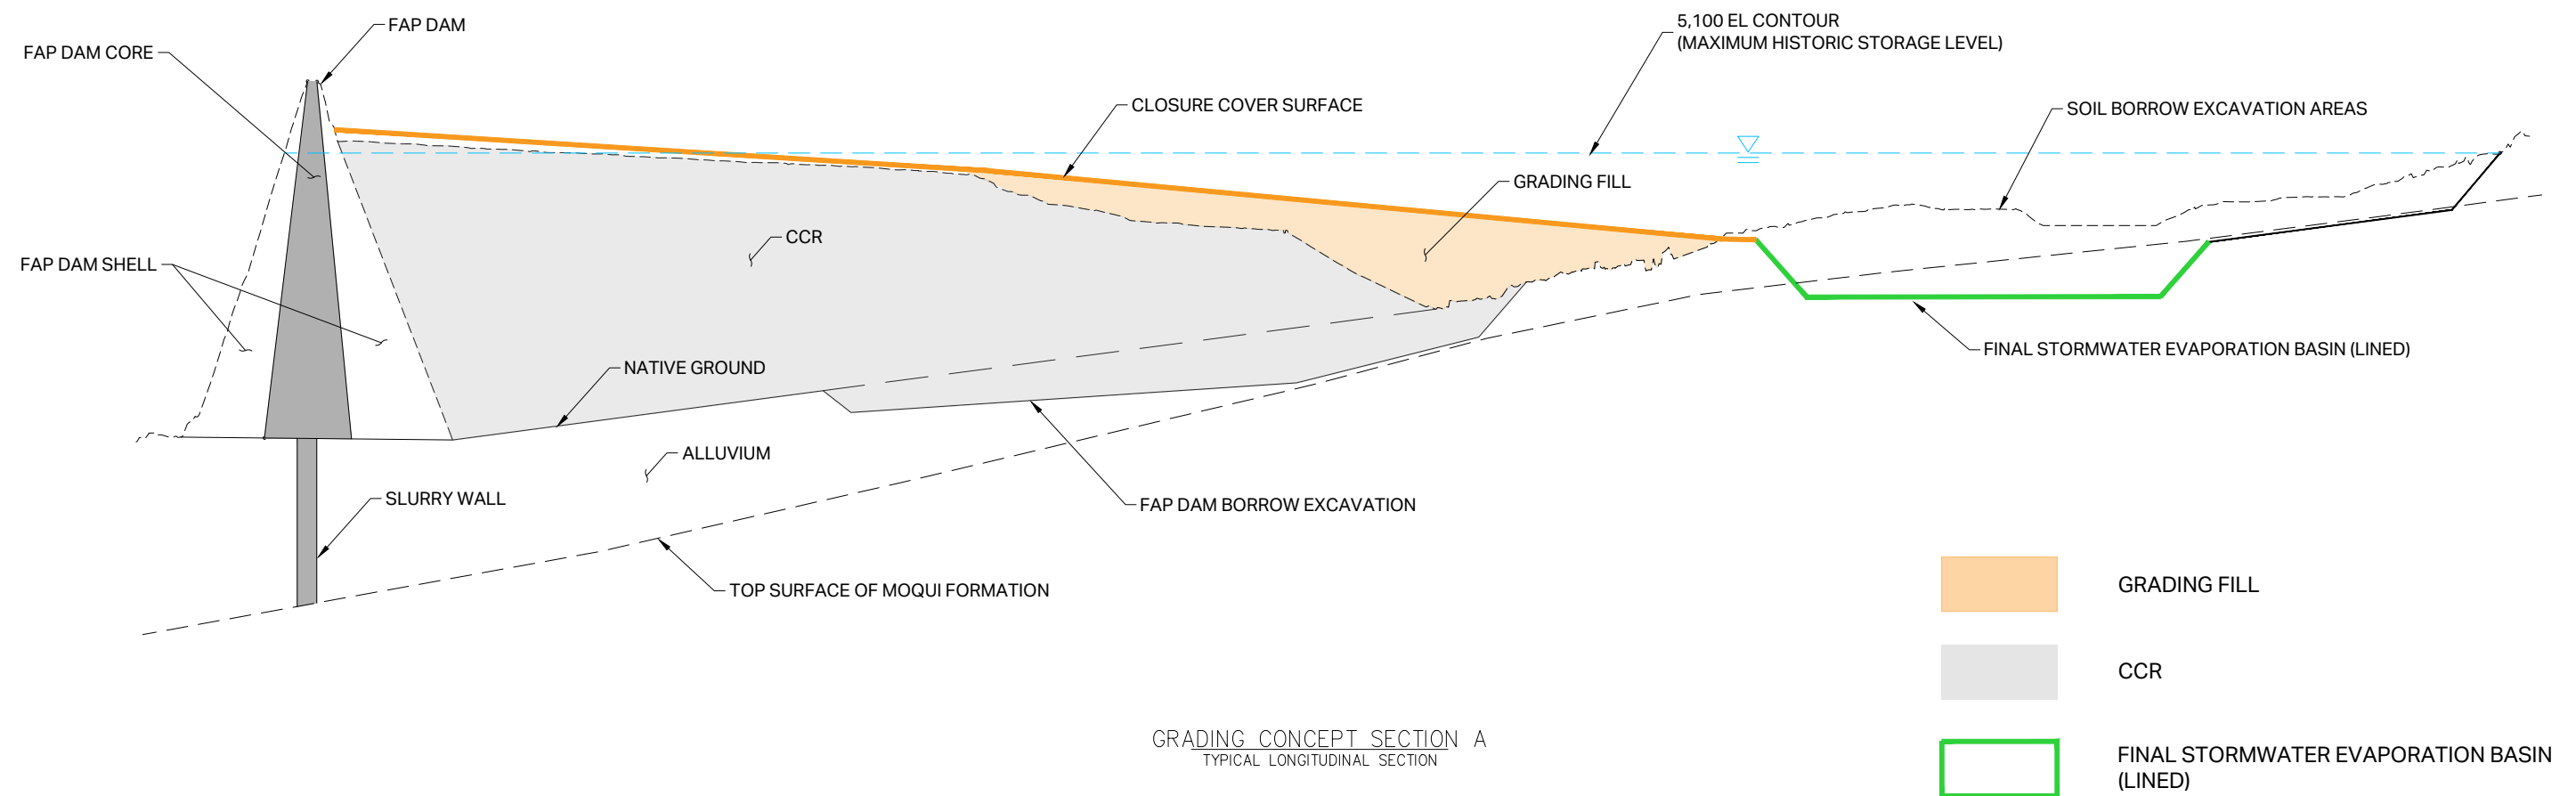 FAP DAM
5,100 EL CONTOUR
(MAXIMUM HISTORIC STORAGE LEVEL)
FAP DAM CORE
CLOSURE COVER SURFACE
SOIL BORROW EXCAVATION AREAS
GRADING FILL
CCR
FAP DAM SHELL
FINAL STORMWATER EVAPORATION BASIN (LINED)
NATIVE GROUND
ALLUVIUM
SLURRY WALL
FAP DAM BORROW EXCAVATION
TOP SURFACE OF MOQUI FORMATION
GRADING FILL
CCR
GRADING CONCEPT SECTION A
TYPICAL LONGITUDINAL SECTION
FINAL STORMWATER EVAPORATION BASIN
(LINED)